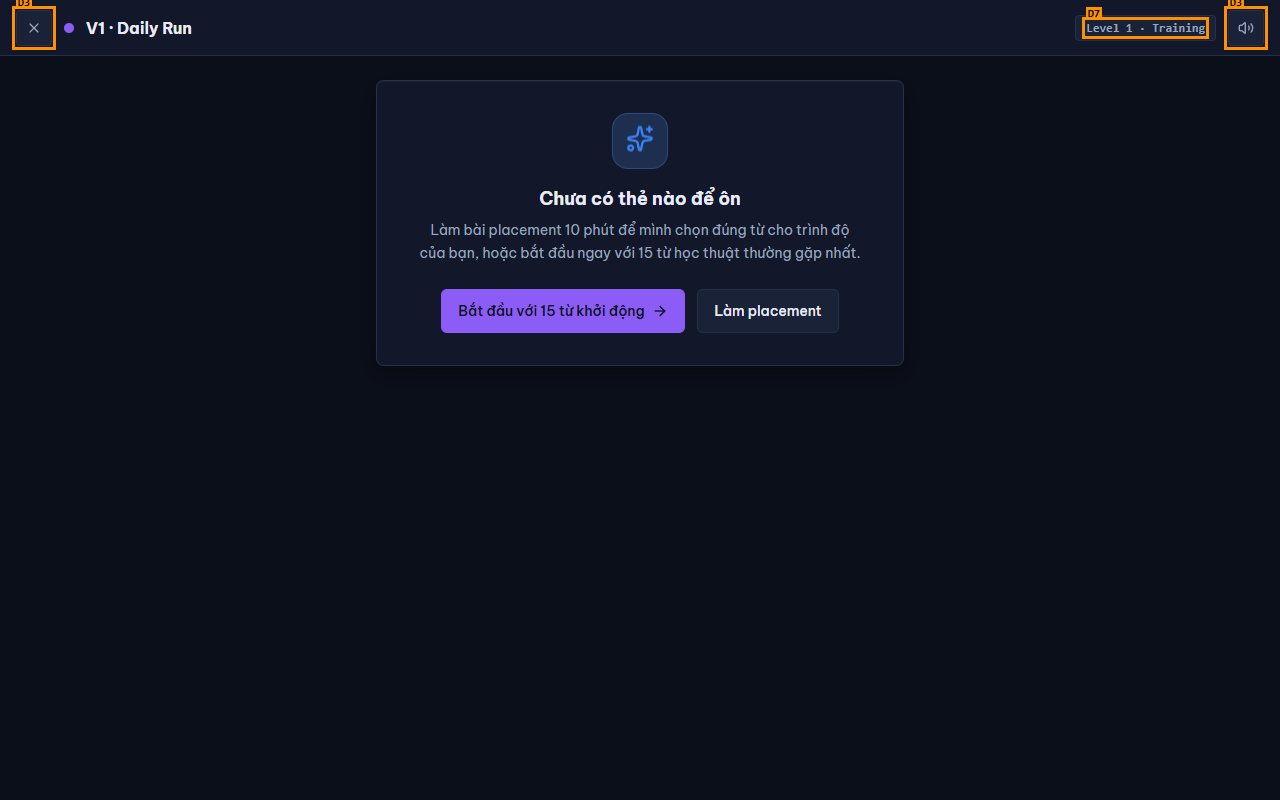 D3
D7
D3
V1 · Daily Run
Level 1 · Training
Chưa có thẻ nào để ôn
Làm bài placement 10 phút để mình chọn đúng từ cho trình độ
của bạn, hoặc bắt đầu ngay với 15 từ học thuật thường gặp nhất.
Bắt đầu với 15 từ khởi động →
Làm placement